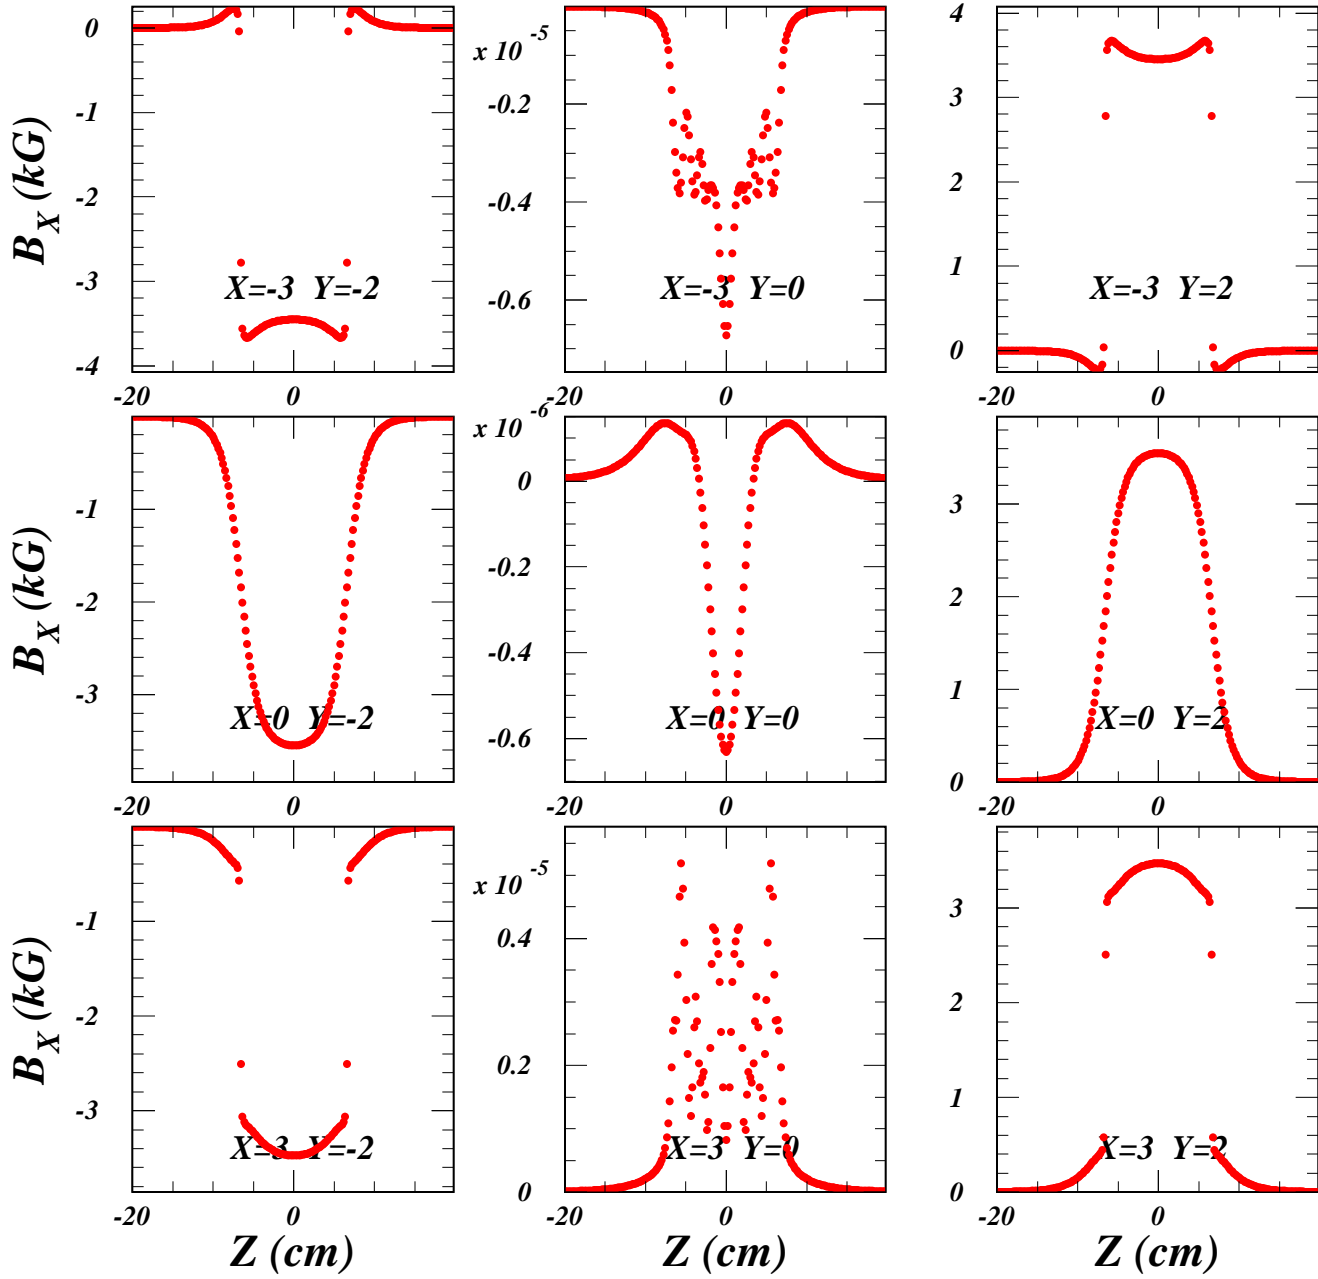 B_X (kG)
0
-1
-2
-3
-4
X=-3 Y=-2
-20
0
x 10^-5
-0.2
-0.4
-0.6
X=-3 Y=0
-20
0
4
3
2
1
0
X=-3 Y=2
-20
0
B_X (kG)
-1
-2
-3
X=0 Y=-2
-20
0
x 10^-6
0
-0.2
-0.4
-0.6
X=0 Y=0
-20
0
3
2
1
0
X=0 Y=2
-20
0
B_X (kG)
-1
-2
-3
X=3 Y=-2
-20
0
Z (cm)
x 10^-5
0.4
0.2
0
X=3 Y=0
-20
0
Z (cm)
3
2
1
0
X=3 Y=2
-20
0
Z (cm)